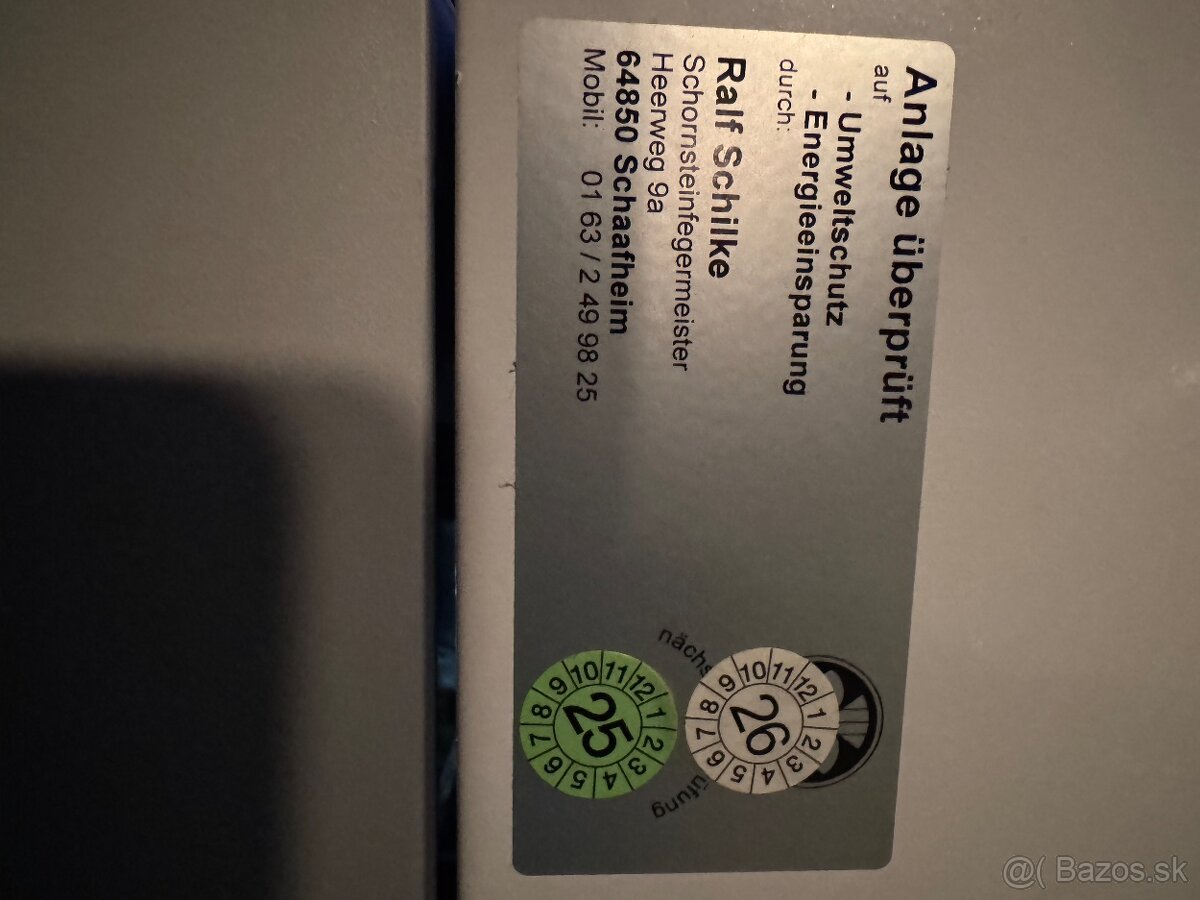 Anlage überprüft
auf
- Umweltschutz
- Energieeinsparung
durch:
Ralf Schilke
Schornsteinfegermeister
Heerweg 9a
64850 Schaafheim
Mobil: 01 63 / 2 49 98 25
nächs
üfung
26
1 2 3 4 5 6 7 8 9 10 11 12
25
1 2 3 4 5 6 7 8 9 10 11 12
@( Bazos.sk